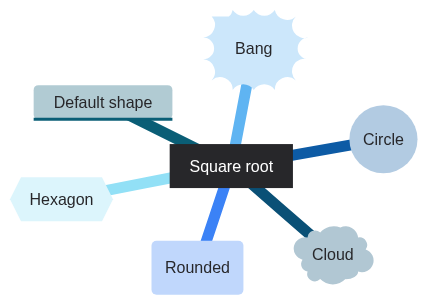 Bang
Default shape
Circle
Square root
Hexagon
Cloud
Rounded